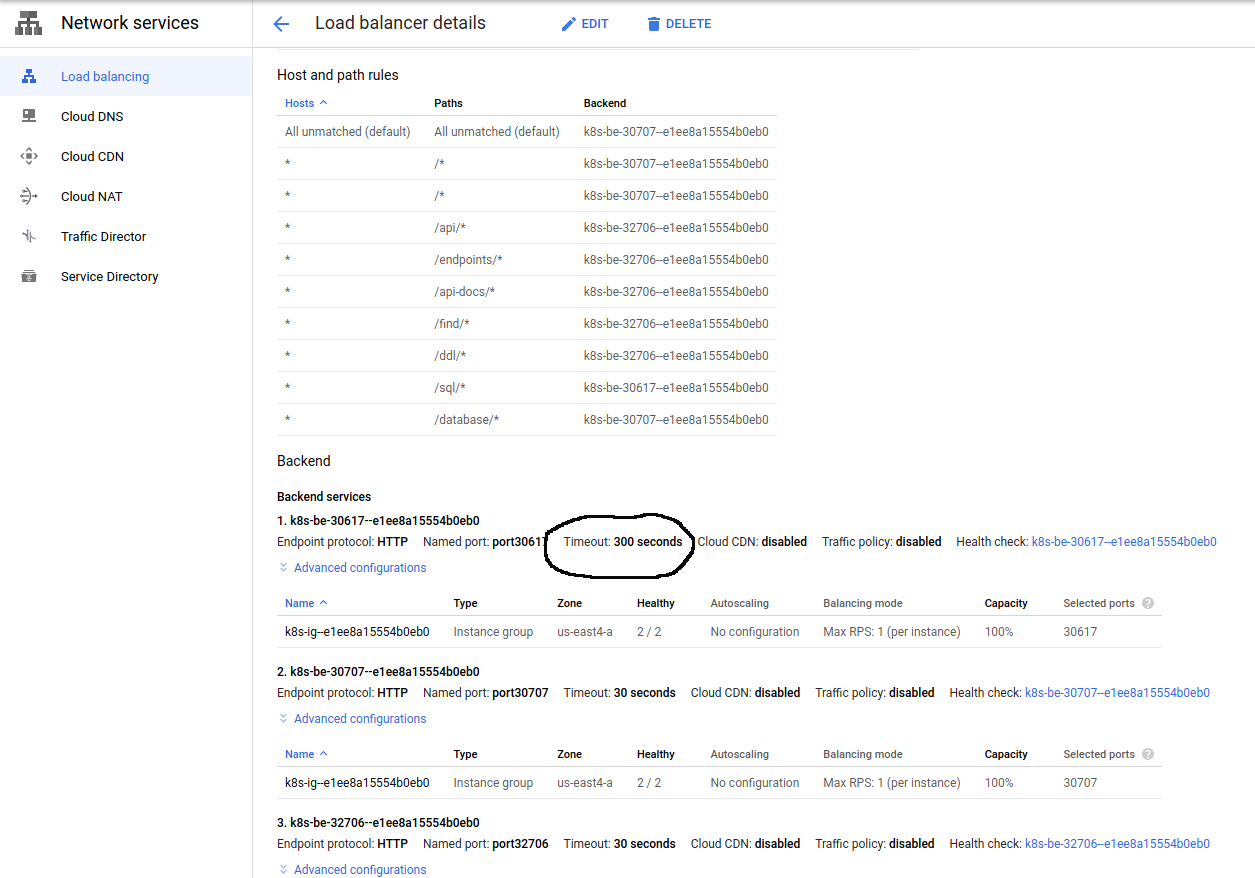 Network services
Load balancer details EDIT DELETE
Load balancing
Cloud DNS
Cloud CDN
Cloud NAT
Traffic Director
Service Directory
Host and path rules
Hosts Paths Backend
All unmatched (default) All unmatched (default) k8s-be-30707--e1ee8a15554b0eb0
* /* k8s-be-30707--e1ee8a15554b0eb0
* /* k8s-be-30707--e1ee8a15554b0eb0
* /api/* k8s-be-32706--e1ee8a15554b0eb0
* /endpoints/* k8s-be-32706--e1ee8a15554b0eb0
* /api-docs/* k8s-be-32706--e1ee8a15554b0eb0
* /find/* k8s-be-32706--e1ee8a15554b0eb0
* /ddl/* k8s-be-32706--e1ee8a15554b0eb0
* /sql/* k8s-be-30617--e1ee8a15554b0eb0
* /database/* k8s-be-30707--e1ee8a15554b0eb0
Backend
Backend services
1. k8s-be-30617--e1ee8a15554b0eb0
Endpoint protocol: HTTP Named port: port30617 Timeout: 300 seconds Cloud CDN: disabled Traffic policy: disabled Health check: k8s-be-30617--e1ee8a15554b0eb0
Advanced configurations
Name Type Zone Healthy Autoscaling Balancing mode Capacity Selected ports ?
k8s-ig--e1ee8a15554b0eb0 Instance group us-east4-a 2 / 2 No configuration Max RPS: 1 (per instance) 100% 30617
2. k8s-be-30707--e1ee8a15554b0eb0
Endpoint protocol: HTTP Named port: port30707 Timeout: 30 seconds Cloud CDN: disabled Traffic policy: disabled Health check: k8s-be-30707--e1ee8a15554b0eb0
Advanced configurations
Name Type Zone Healthy Autoscaling Balancing mode Capacity Selected ports ?
k8s-ig--e1ee8a15554b0eb0 Instance group us-east4-a 2 / 2 No configuration Max RPS: 1 (per instance) 100% 30707
3. k8s-be-32706--e1ee8a15554b0eb0
Endpoint protocol: HTTP Named port: port32706 Timeout: 30 seconds Cloud CDN: disabled Traffic policy: disabled Health check: k8s-be-32706--e1ee8a15554b0eb0
Advanced configurations